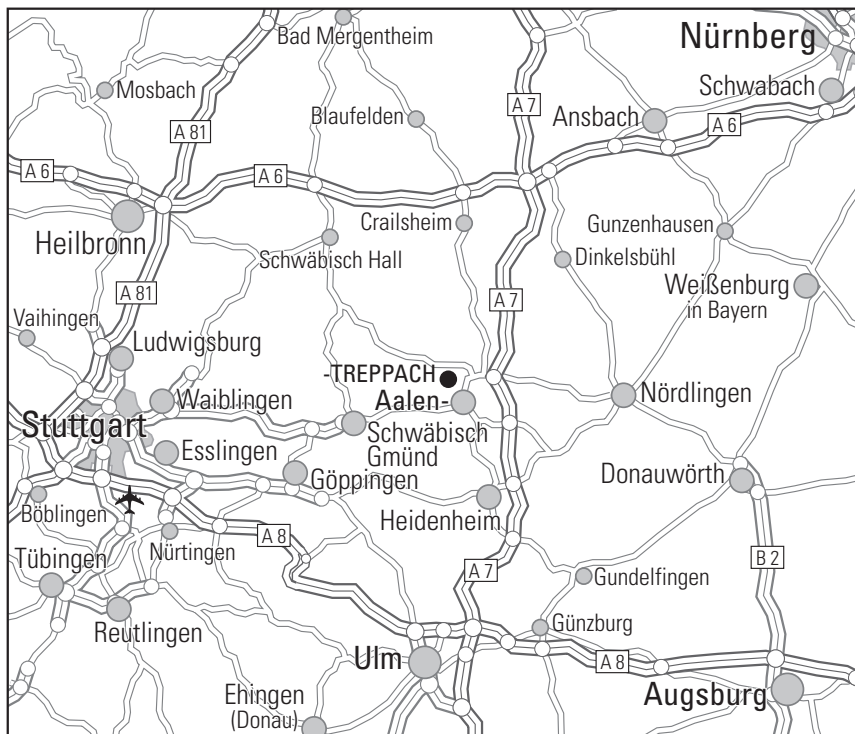 Bad Mergentheim
Nürnberg
Mosbach
Schwabach
A 7
Blaufelden
Ansbach
A 81
A 6
A 6
A 6
Crailsheim
Gunzenhausen
Heilbronn
Schwäbisch Hall
Dinkelsbühl
A 81
A 7
Weißenburg
in Bayern
Vaihingen
Ludwigsburg
-TREPPACH
Aalen-
Waiblingen
Nördlingen
Stuttgart
Schwäbisch
Gmünd
Esslingen
Göppingen
Donauwörth
Böblingen
Heidenheim
Nürtingen
A 8
B 2
Tübingen
A 7
Gundelfingen
Reutlingen
Günzburg
Ulm
A 8
Ehingen
(Donau)
Augsburg